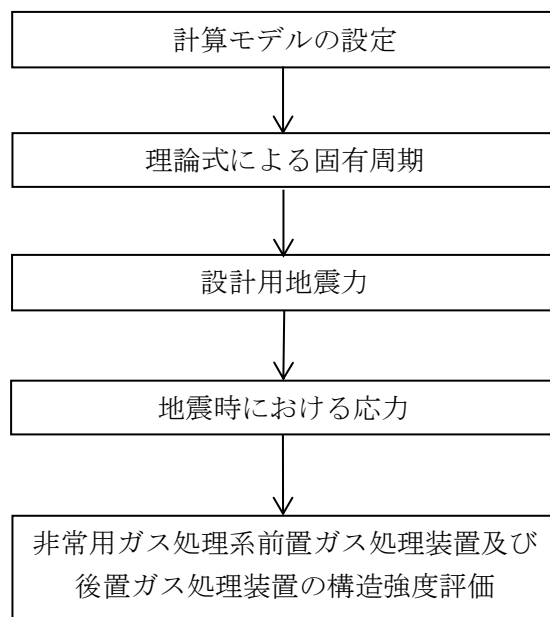 計算モデルの設定
理論式による固有周期
設計用地震力
地震時における応力
非常用ガス処理系前置ガス処理装置及び
後置ガス処理装置の構造強度評価